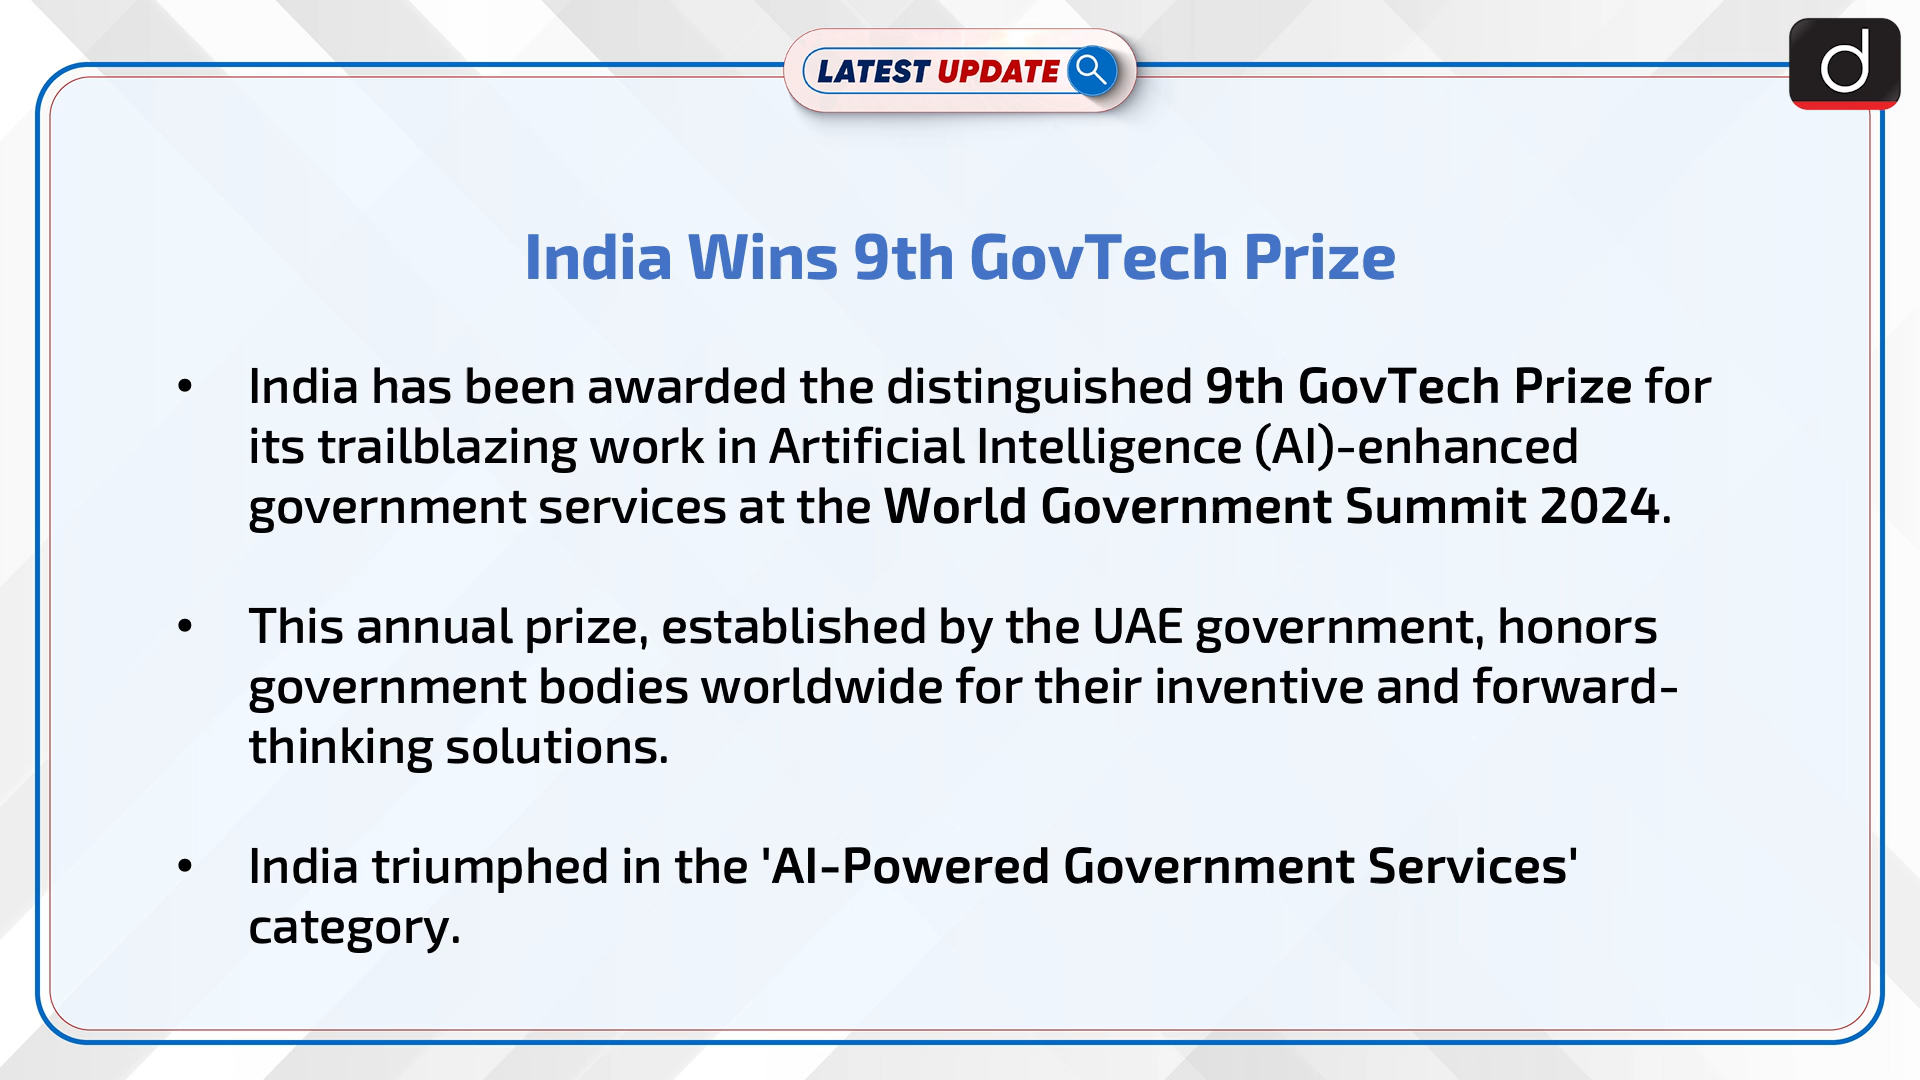 LATEST UPDATE
d
India Wins 9th GovTech Prize
• India has been awarded the distinguished 9th GovTech Prize for
its trailblazing work in Artificial Intelligence (AI)-enhanced
government services at the World Government Summit 2024.
• This annual prize, established by the UAE government, honors
government bodies worldwide for their inventive and forward-
thinking solutions.
• India triumphed in the 'AI-Powered Government Services'
category.